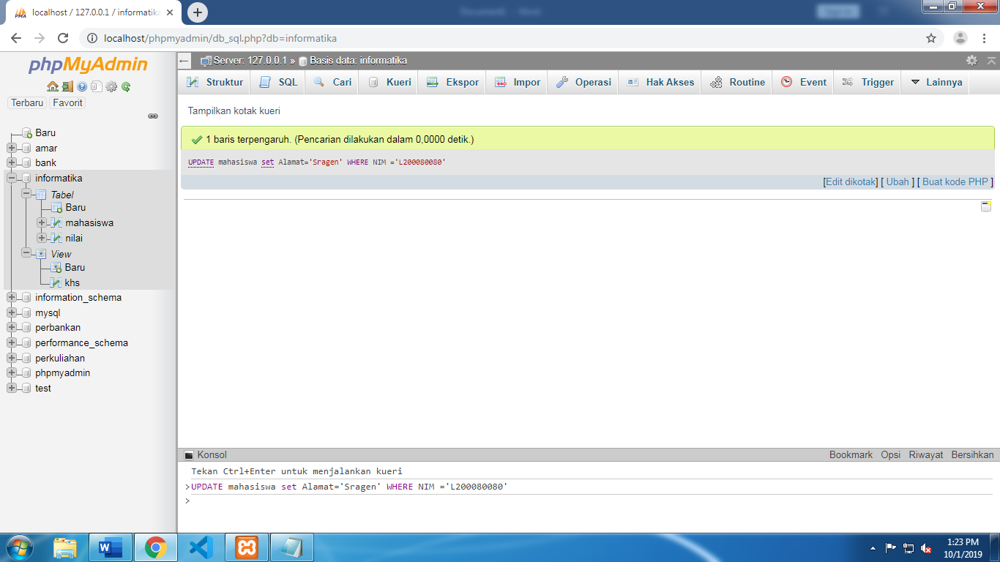 localhost / 127.0.0.1 / informatika
localhost/phpmyadmin/db_sql.php?db=informatika
phpMyAdmin
Terbaru Favorit
Baru
amar
bank
informatika
Tabel
Baru
mahasiswa
nilai
View
Baru
khs
information_schema
mysql
perbankan
performance_schema
perkuliahan
phpmyadmin
test
Server: 127.0.0.1 » Basis data: informatika
Struktur SQL Cari Kueri Ekspor Impor Operasi Hak Akses Routine Event Trigger Lainnya
Tampilkan kotak kueri
1 baris terpengaruh. (Pencarian dilakukan dalam 0,0000 detik.)
UPDATE mahasiswa set Alamat='Sragen' WHERE NIM ='L200080080'
[Edit dikotak] [ Ubah ] [ Buat kode PHP ]
Konsol Bookmark Opsi Riwayat Bersihkan
Tekan Ctrl+Enter untuk menjalankan kueri
>UPDATE mahasiswa set Alamat='Sragen' WHERE NIM ='L200080080'
>
1:23 PM
10/1/2019